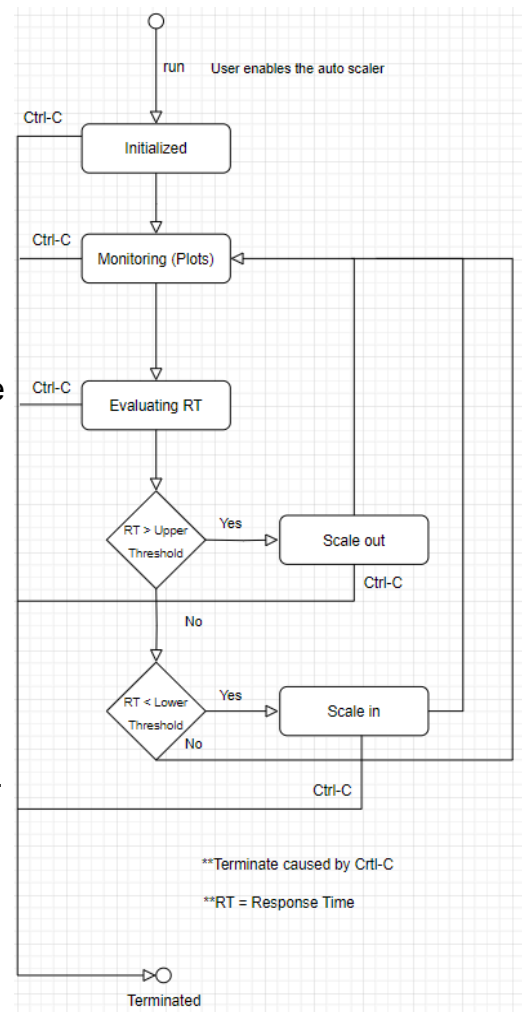 run
User enables the auto scaler
Ctrl-C
Initialized
Ctrl-C
Monitoring (Plots)
e
Ctrl-C
Evaluating RT
RT > Upper
Threshold
Yes
Scale out
Ctrl-C
No
RT < Lower
Threshold
Yes
Scale in
No
Ctrl-C
**Terminate caused by Crtl-C
**RT = Response Time
Terminated